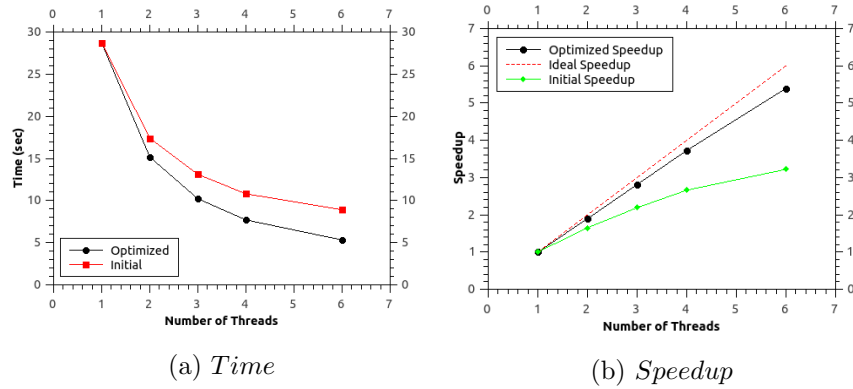 0 1 2 3 4 5 6 7
30 30
25 25
20 20
15 15
10 10
5 5
0 0
Time (sec)
Optimized
Initial
0 1 2 3 4 5 6 7
Number of Threads
(a) Time
0 1 2 3 4 5 6 7
7 7
6 6
5 5
4 4
3 3
2 2
1 1
0 0
Speedup
Optimized Speedup
Ideal Speedup
Initial Speedup
0 1 2 3 4 5 6 7
Number of Threads
(b) Speedup